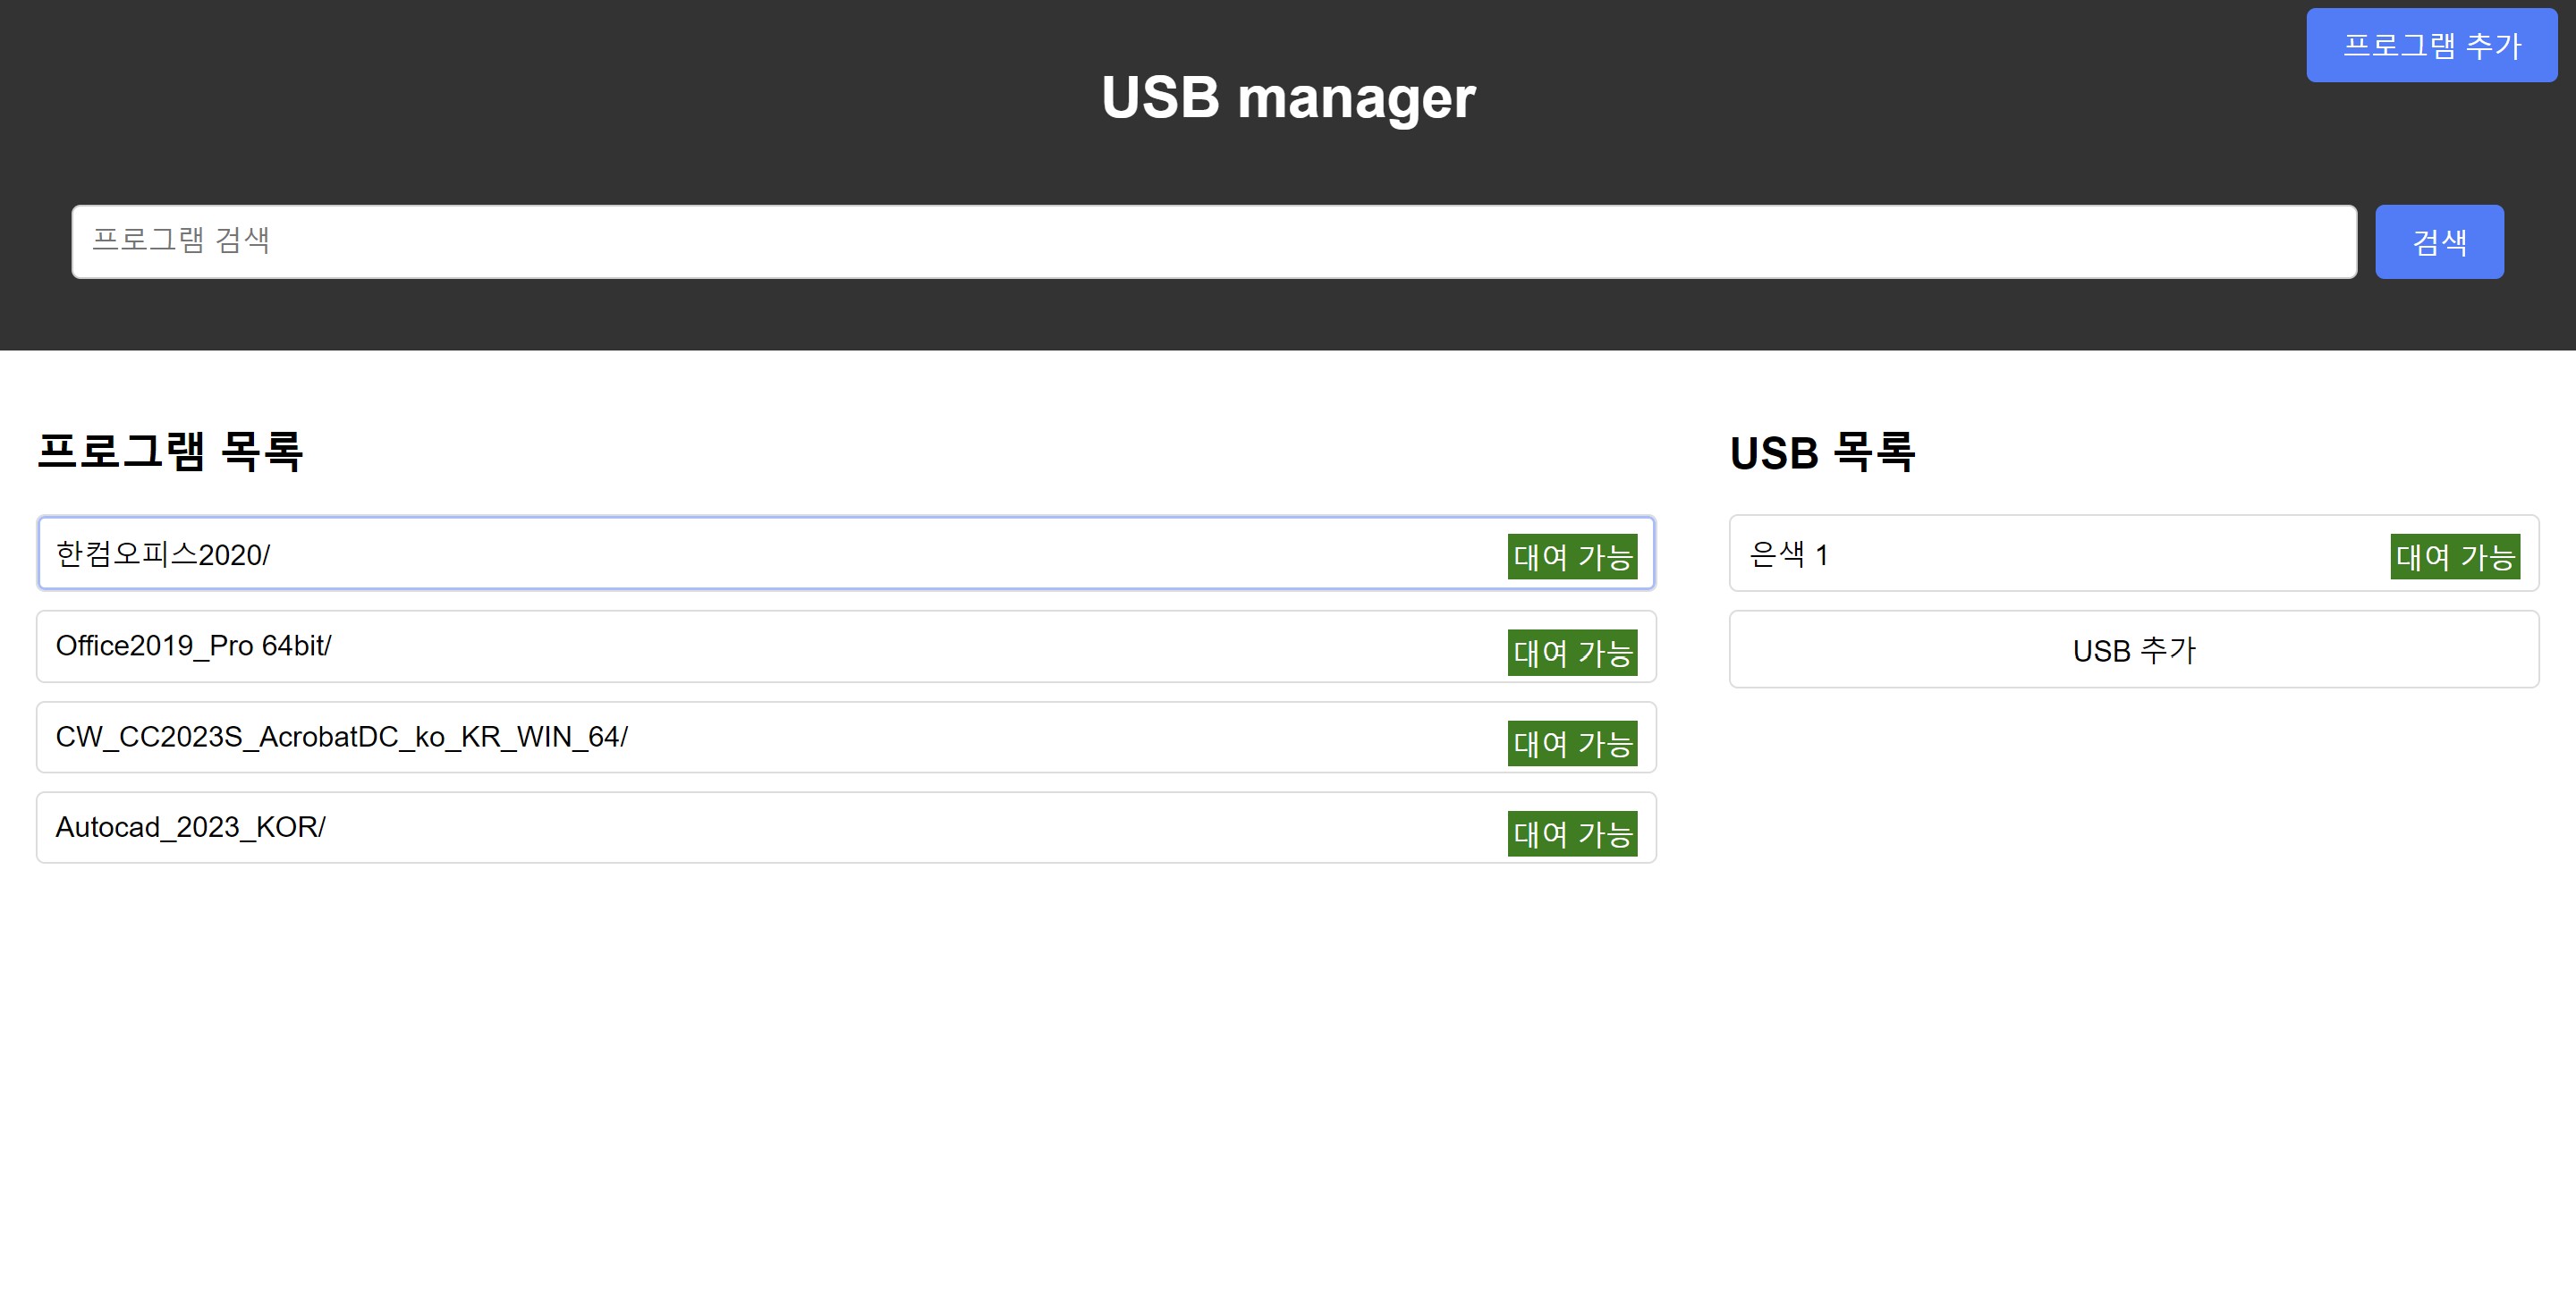 프로그램 추가
USB manager
프로그램 검색
검색
프로그램 목록
한컴오피스2020/
대여 가능
Office2019_Pro 64bit/
대여 가능
CW_CC2023S_AcrobatDC_ko_KR_WIN_64/
대여 가능
Autocad_2023_KOR/
대여 가능
USB 목록
은색 1
대여 가능
USB 추가